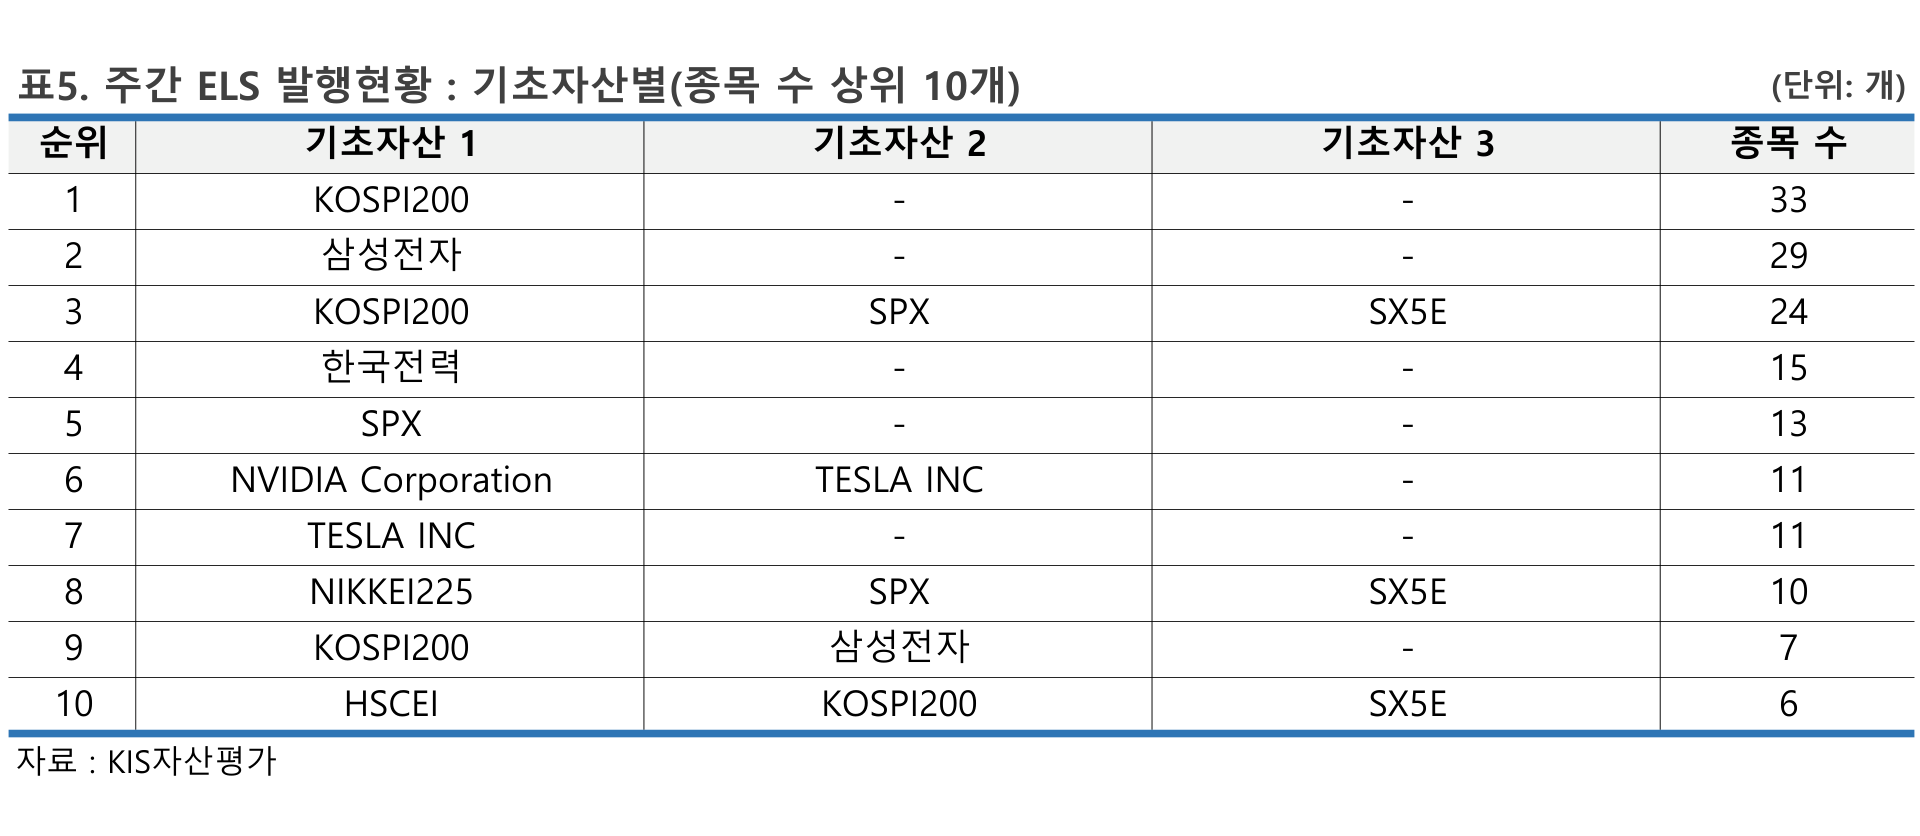 표5. 주간 ELS 발행현황 : 기초자산별(종목 수 상위 10개) (단위: 개)
순위 기초자산 1 기초자산 2 기초자산 3 종목 수
1 KOSPI200 - - 33
2 삼성전자 - - 29
3 KOSPI200 SPX SX5E 24
4 한국전력 - - 15
5 SPX - - 13
6 NVIDIA Corporation TESLA INC - 11
7 TESLA INC - - 11
8 NIKKEI225 SPX SX5E 10
9 KOSPI200 삼성전자 - 7
10 HSCEI KOSPI200 SX5E 6
자료 : KIS자산평가